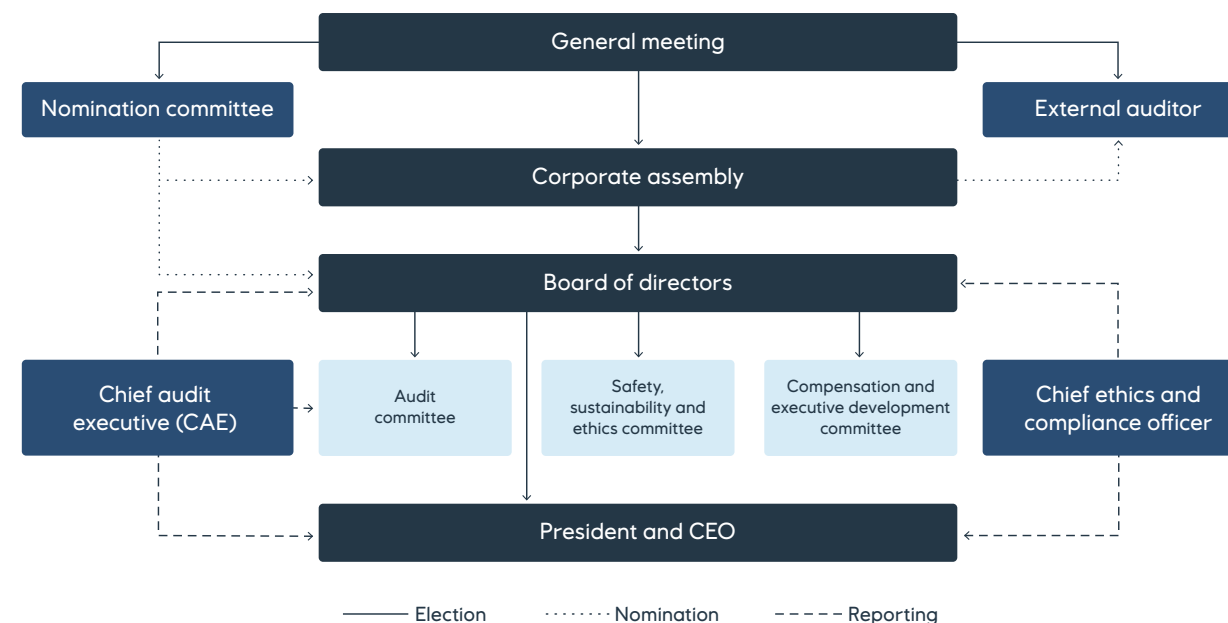 General meeting
Nomination committee
External auditor
Corporate assembly
Board of directors
Chief audit
executive (CAE)
Audit
committee
Safety,
sustainability and
ethics committee
Compensation and
executive development
committee
Chief ethics and
compliance officer
President and CEO
Election
Nomination
Reporting